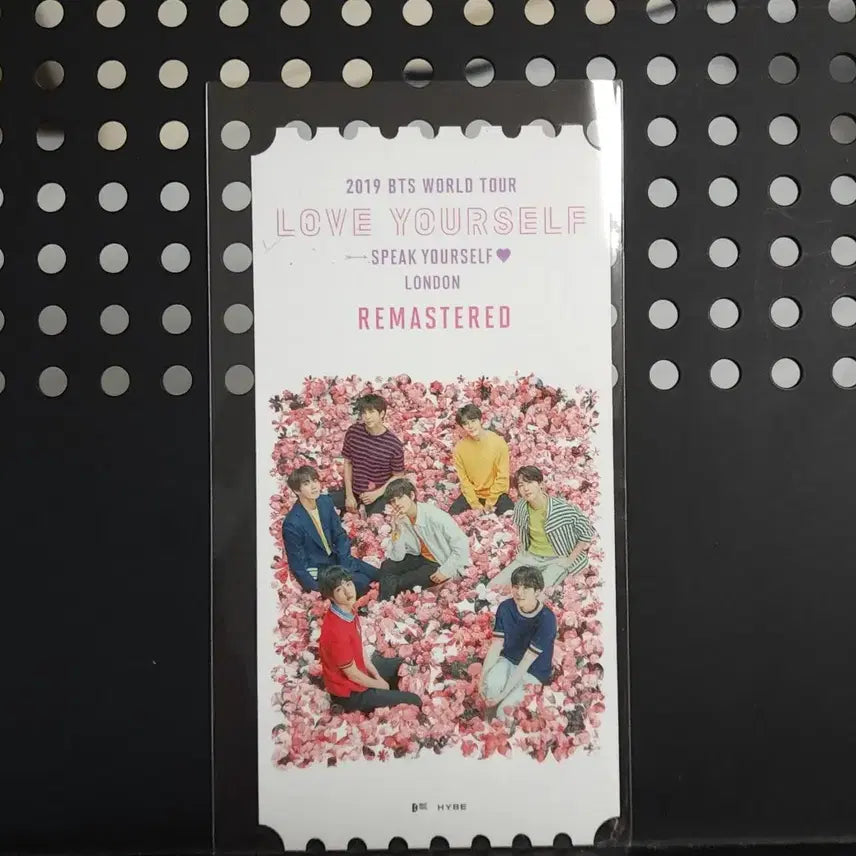 2019 BTS WORLD TOUR
LOVE YOURSELF
SPEAK YOURSELF
LONDON
REMASTERED
HYBE